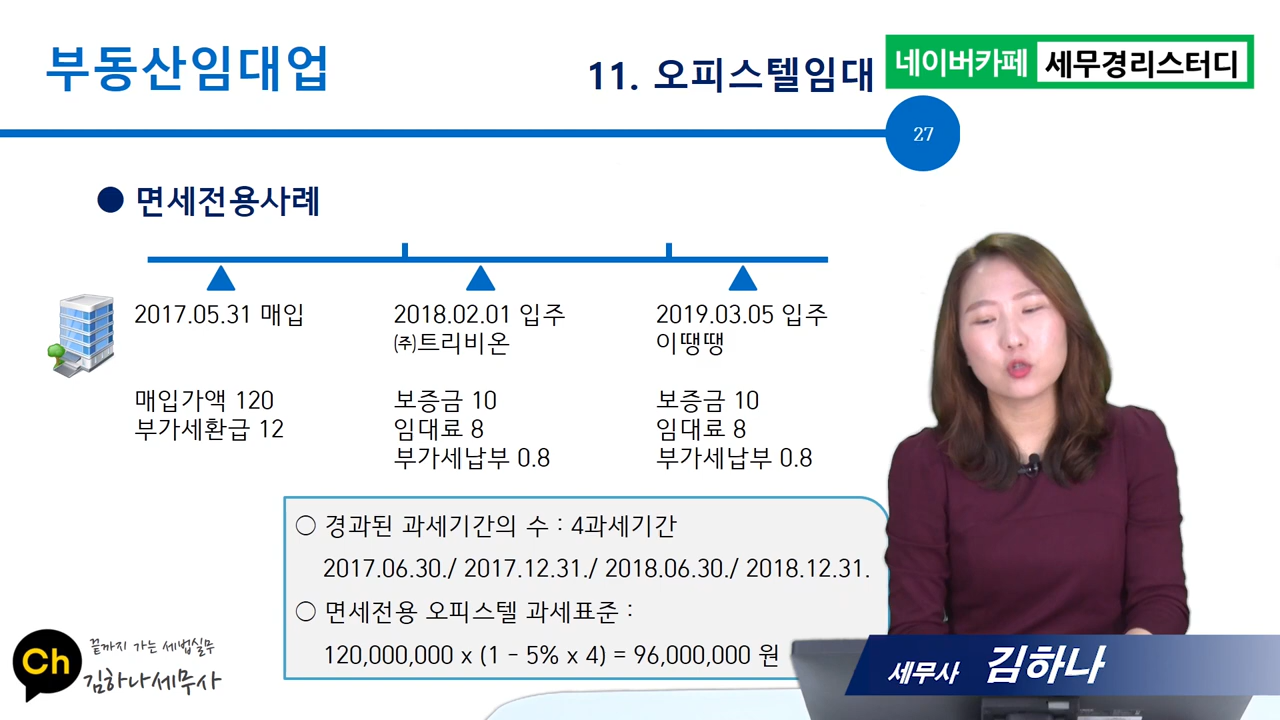 부동산임대업
11. 오피스텔임대
네이버카페 세무경리스터디
27
● 면세전용사례
2017.05.31 매입
매입가액 120
부가세환급 12
2018.02.01 입주
㈜트리비온
보증금 10
임대료 8
부가세납부 0.8
2019.03.05 입주
이땡땡
보증금 10
임대료 8
부가세납부 0.8
○ 경과된 과세기간의 수 : 4과세기간
2017.06.30./ 2017.12.31./ 2018.06.30./ 2018.12.31.
○ 면세전용 오피스텔 과세표준 :
120,000,000 x (1 - 5% x 4) = 96,000,000 원
Ch
끝까지 가는 세법실무
김하나세무사
세무사 김하나